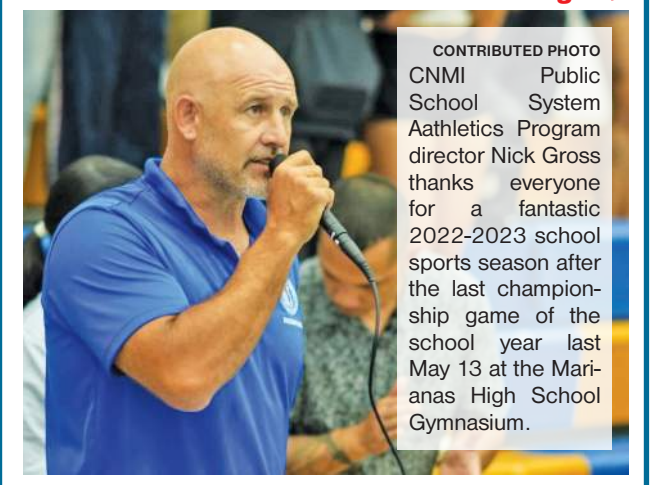 CONTRIBUTED PHOTO
CNMI Public
School System
Aathletics Program
director Nick Gross
thanks everyone
for a fantastic
2022-2023 school
sports season after
the last champion-
ship game of the
school year last
May 13 at the Mari-
anas High School
Gymnasium.